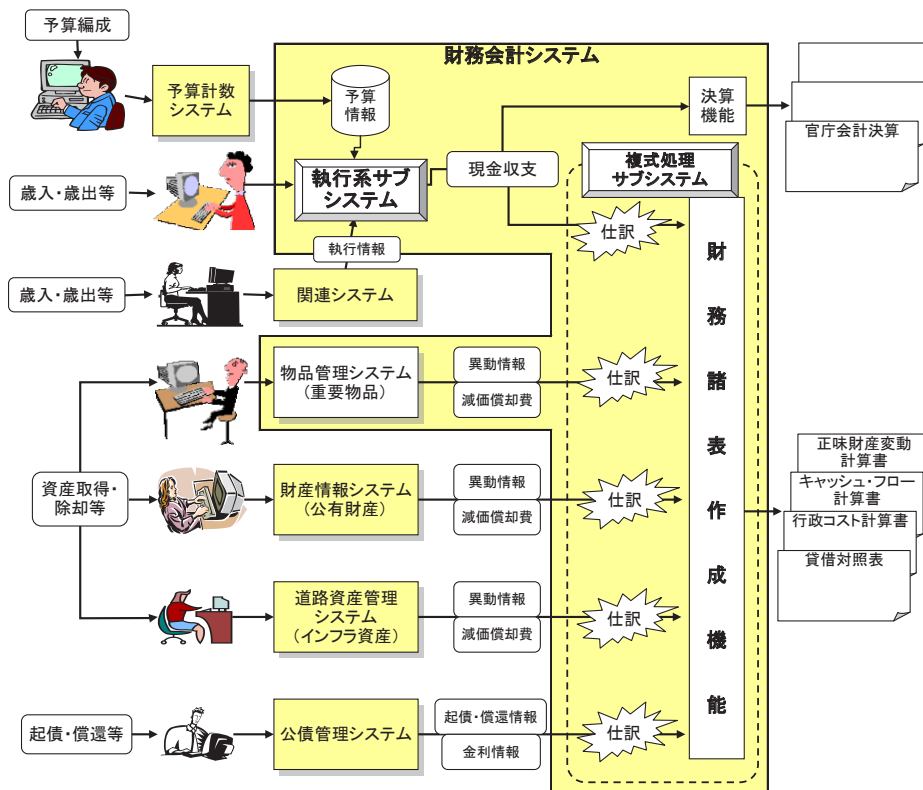 予算編成
財務会計システム
予算計数
システム
予算
情報
決算
機能
官庁会計決算
歳入・歳出等
執行系サブ
システム
現金収支
複式処理
サブシステム
仕訳
執行情報
歳入・歳出等
関連システム
物品管理システム
(重要物品)
異動情報
減価償却費
仕訳
資産取得・
除却等
財産情報システム
(公有財産)
異動情報
減価償却費
仕訳
道路資産管理
システム
(インフラ資産)
異動情報
減価償却費
仕訳
起債・償還等
公債管理システム
起債・償還情報
金利情報
仕訳
財
務
諸
表
作
成
機
能
正味財産変動
計算書
キャッシュ・フロー
計算書
行政コスト計算書
貸借対照表